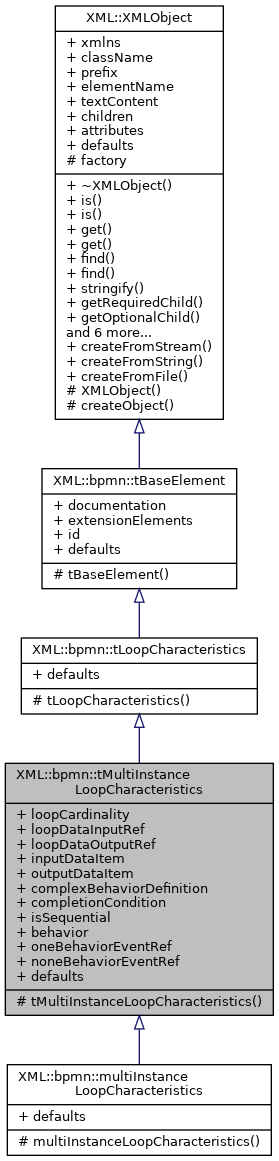 XML::XMLObject
+ xmlns
+ className
+ prefix
+ elementName
+ textContent
+ children
+ attributes
+ defaults
# factory
+ ~XMLObject()
+ is()
+ is()
+ get()
+ get()
+ find()
+ find()
+ stringify()
+ getRequiredChild()
+ getOptionalChild()
and 6 more...
+ createFromStream()
+ createFromString()
+ createFromFile()
# XMLObject()
# createObject()
XML::bpmn::tBaseElement
+ documentation
+ extensionElements
+ id
+ defaults
# tBaseElement()
XML::bpmn::tLoopCharacteristics
+ defaults
# tLoopCharacteristics()
XML::bpmn::tMultiInstance
LoopCharacteristics
+ loopCardinality
+ loopDataInputRef
+ loopDataOutputRef
+ inputDataItem
+ outputDataItem
+ complexBehaviorDefinition
+ completionCondition
+ isSequential
+ behavior
+ oneBehaviorEventRef
+ noneBehaviorEventRef
+ defaults
# tMultiInstanceLoopCharacteristics()
XML::bpmn::multiInstance
LoopCharacteristics
+ defaults
# multiInstanceLoopCharacteristics()